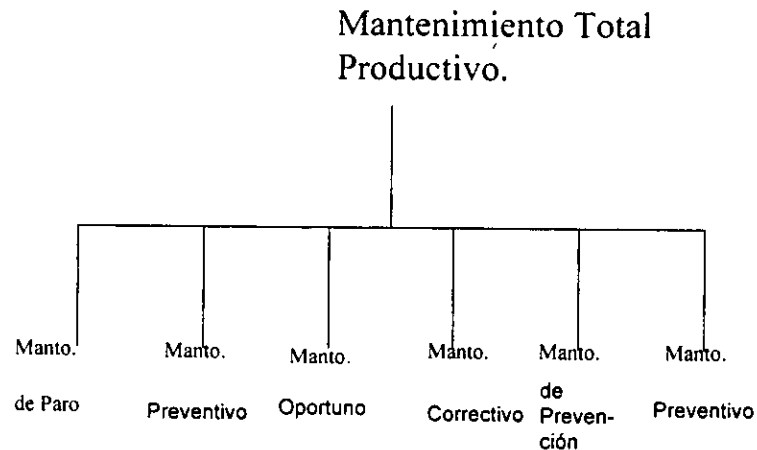 Mantenimiento Total
Productivo.
Manto. Manto. Manto. Manto. Manto. Manto.
de Paro Preventivo Oportuno Correctivo de Preven- Preventivo
ción